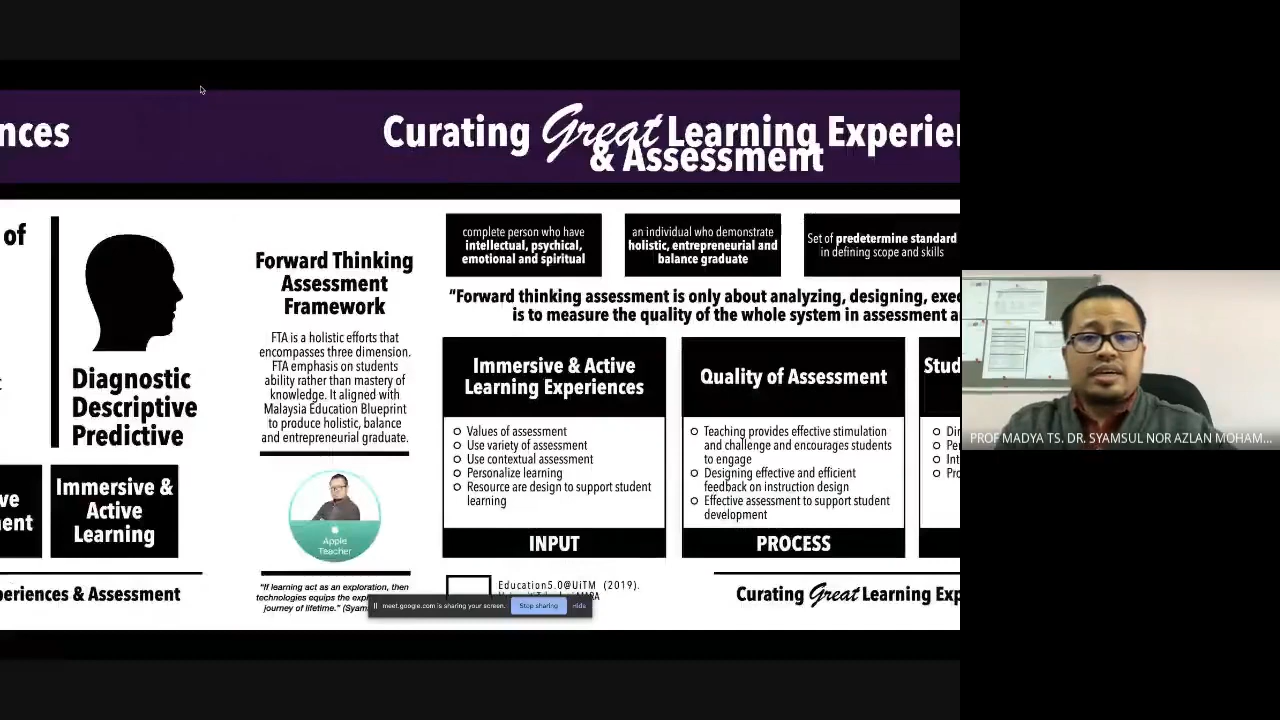 nces
Curating Great Learning Experien
& Assessment
of
Diagnostic
Descriptive
Predictive
ve
ent
Immersive &
Active
Learning
periences & Assessment
Forward Thinking
Assessment
Framework
FTA is a holistic efforts that
encompasses three dimension.
FTA emphasis on students
ability rather than mastery of
knowledge. It aligned with
Malaysia Education Blueprint
to produce holistic, balance
and entrepreneurial graduate.
Apple
Teacher
"If learning act as an exploration, then
technologies equips the exp
journey of lifetime." (Syam
complete person who have
intellectual, psychical,
emotional and spiritual
an individual who demonstrate
holistic, entrepreneurial and
balance graduate
Set of predetermine standard
in defining scope and skills
"Forward thinking assessment is only about analyzing, designing, exec
is to measure the quality of the whole system in assessment a
Immersive & Active
Learning Experiences
Values of assessment
Use variety of assessment
Use contextual assessment
Personalize learning
Resource are design to support student
learning
INPUT
Quality of Assessment
Teaching provides effective stimulation
and challenge and encourages students
to engage
Designing effective and efficient
feedback on instruction design
Effective assessment to support student
development
PROCESS
Stud
Dir
Per
Int
Pro
Education5.0@UiTM (2019).
Curating Great Learning Exp
meet.google.com is sharing your screen.
Stop sharing
Hide
PROF MADYA TS. DR. SYAMSUL NOR AZLAN MOHAM...